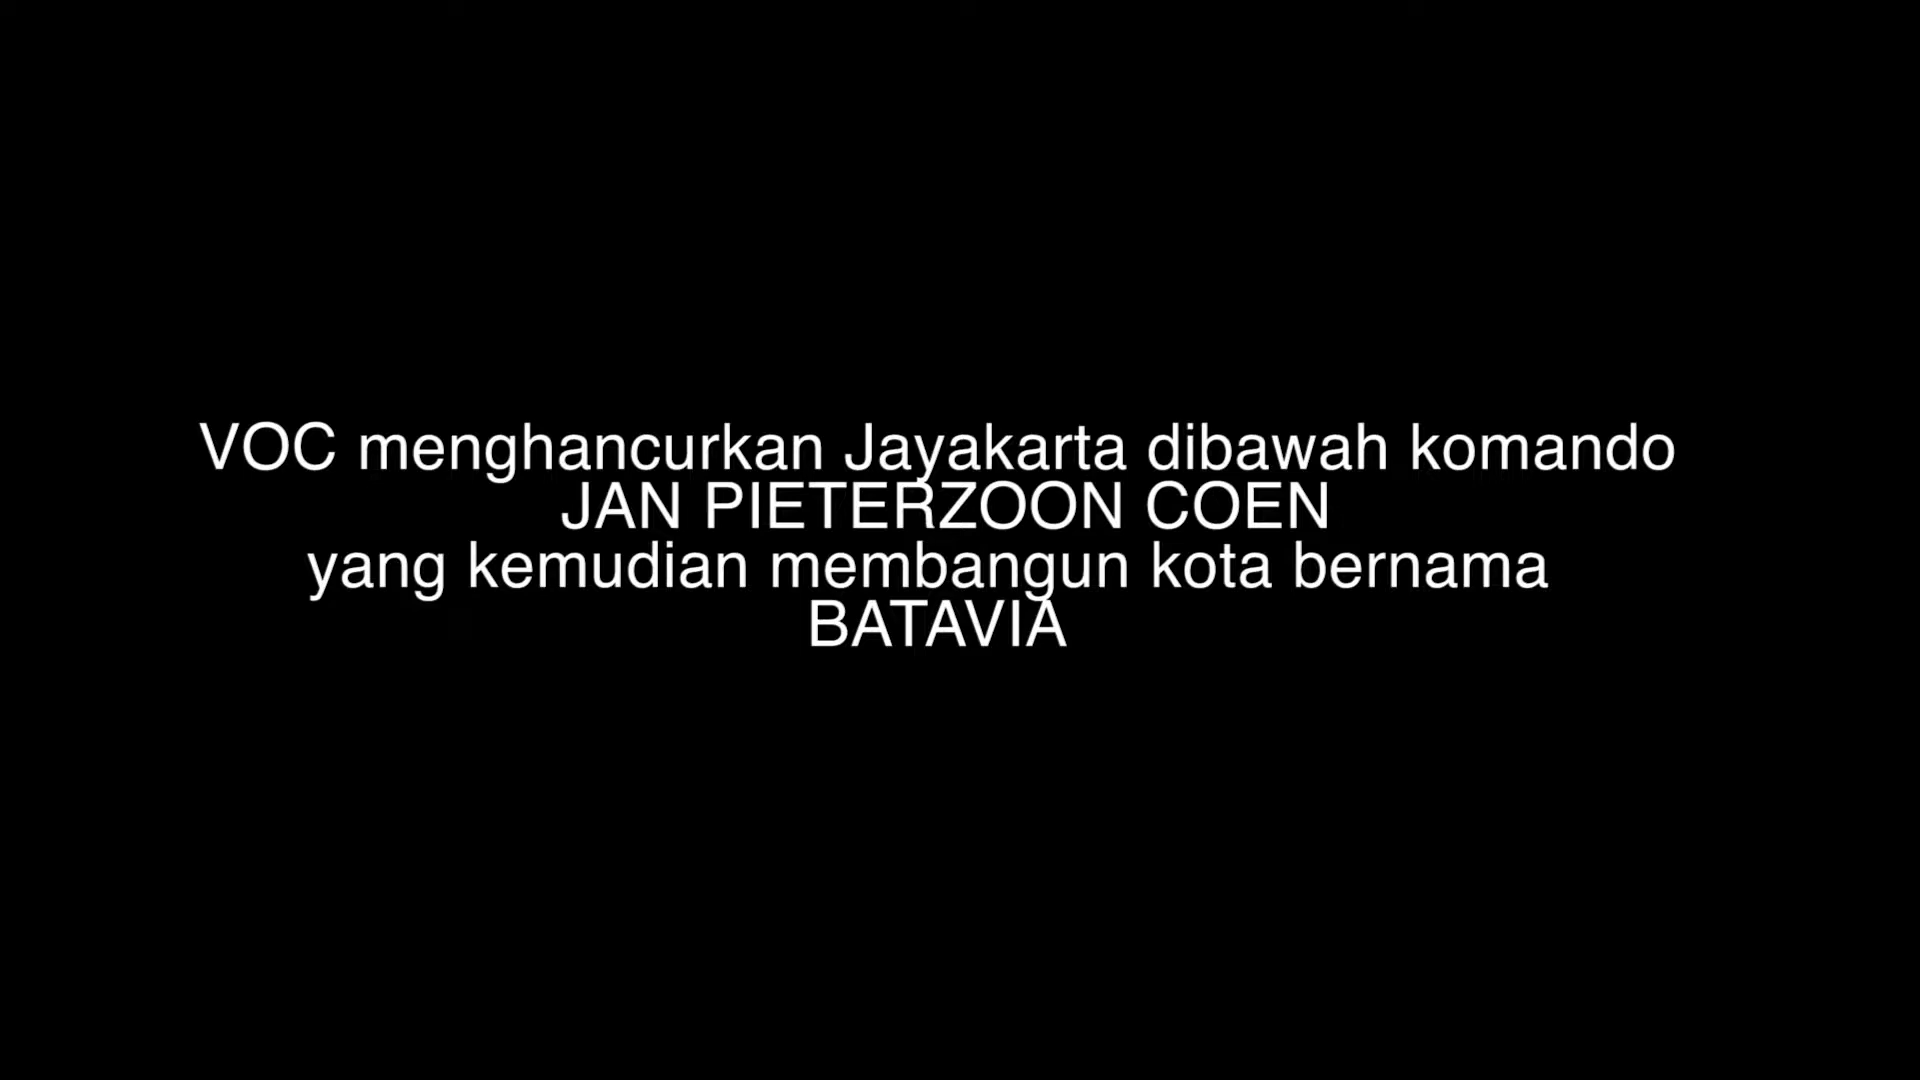 VOC menghancurkan Jayakarta dibawah komando
JAN PIETERZOON COEN
yang kemudian membangun kota bernama
BATAVIA